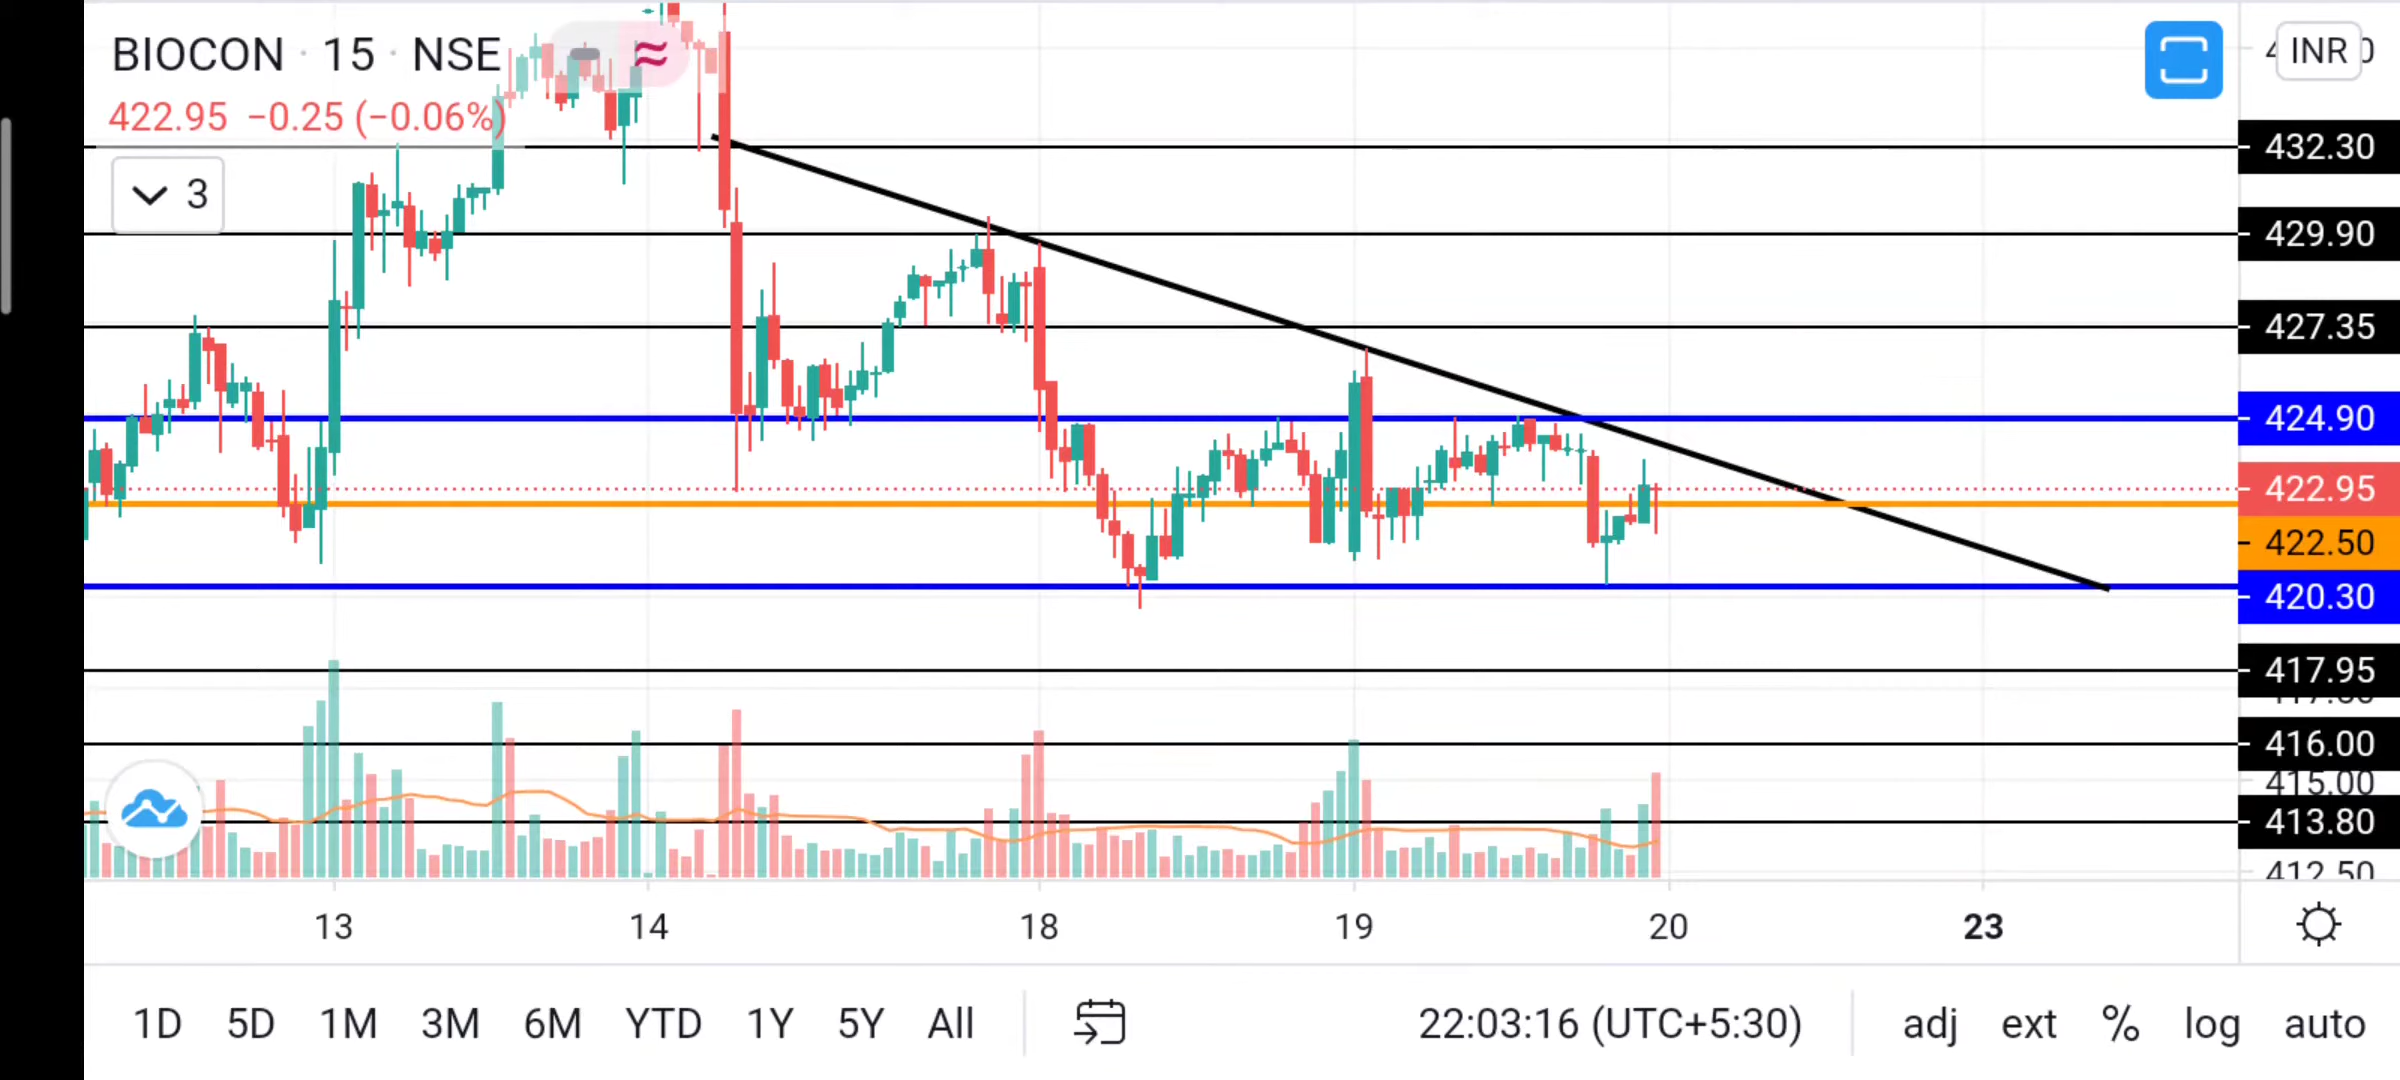 BIOCON · 15 · NSE
INR
422.95 −0.25 (−0.06%)
3
432.30
429.90
427.35
424.90
422.95
422.50
420.30
417.95
416.00
415.00
413.80
412.50
13 14 18 19 20 23
1D 5D 1M 3M 6M YTD 1Y 5Y All 22:03:16 (UTC+5:30) adj ext % log auto